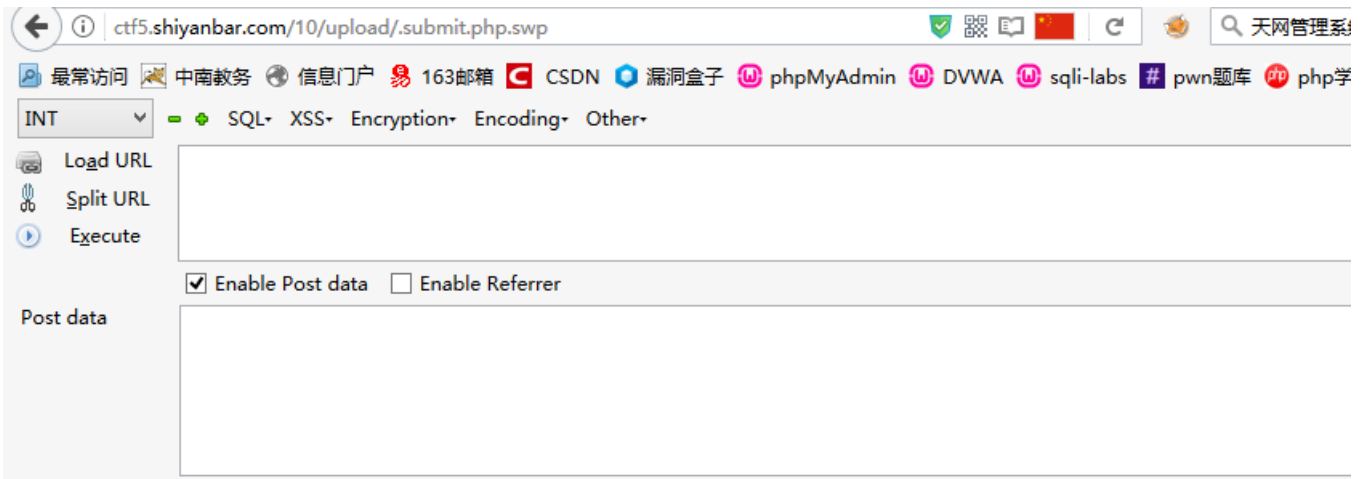 ctf5.shiyanbar.com/10/upload/.submit.php.swp 天网管理系
最常访问 中南教务 信息门户 163邮箱 CSDN 漏洞盒子 phpMyAdmin DVWA sqli-labs # pwn题库 php php学
INT SQL▾ XSS▾ Encryption▾ Encoding▾ Other▾
Load URL
Split URL
Execute
Enable Post data Enable Referrer
Post data